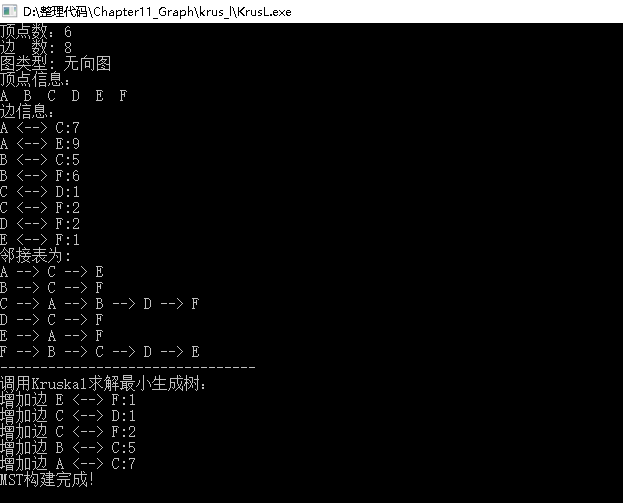 D:\整理代码\Chapter11_Graph\krus_l\KrusL.exe
顶点数: 6
边  数: 8
图类型: 无向图
顶点信息:
A  B  C  D  E  F
边信息:
A <--> C:7
A <--> E:9
B <--> C:5
B <--> F:6
C <--> D:1
C <--> F:2
D <--> F:2
E <--> F:1
邻接表为:
A --> C --> E
B --> C --> F
C --> A --> B --> D --> F
D --> C --> F
E --> A --> F
F --> B --> C --> D --> E
--------------------------------
调用Kruskal求解最小生成树:
增加边 E <--> F:1
增加边 C <--> D:1
增加边 C <--> F:2
增加边 B <--> C:5
增加边 A <--> C:7
MST构建完成!